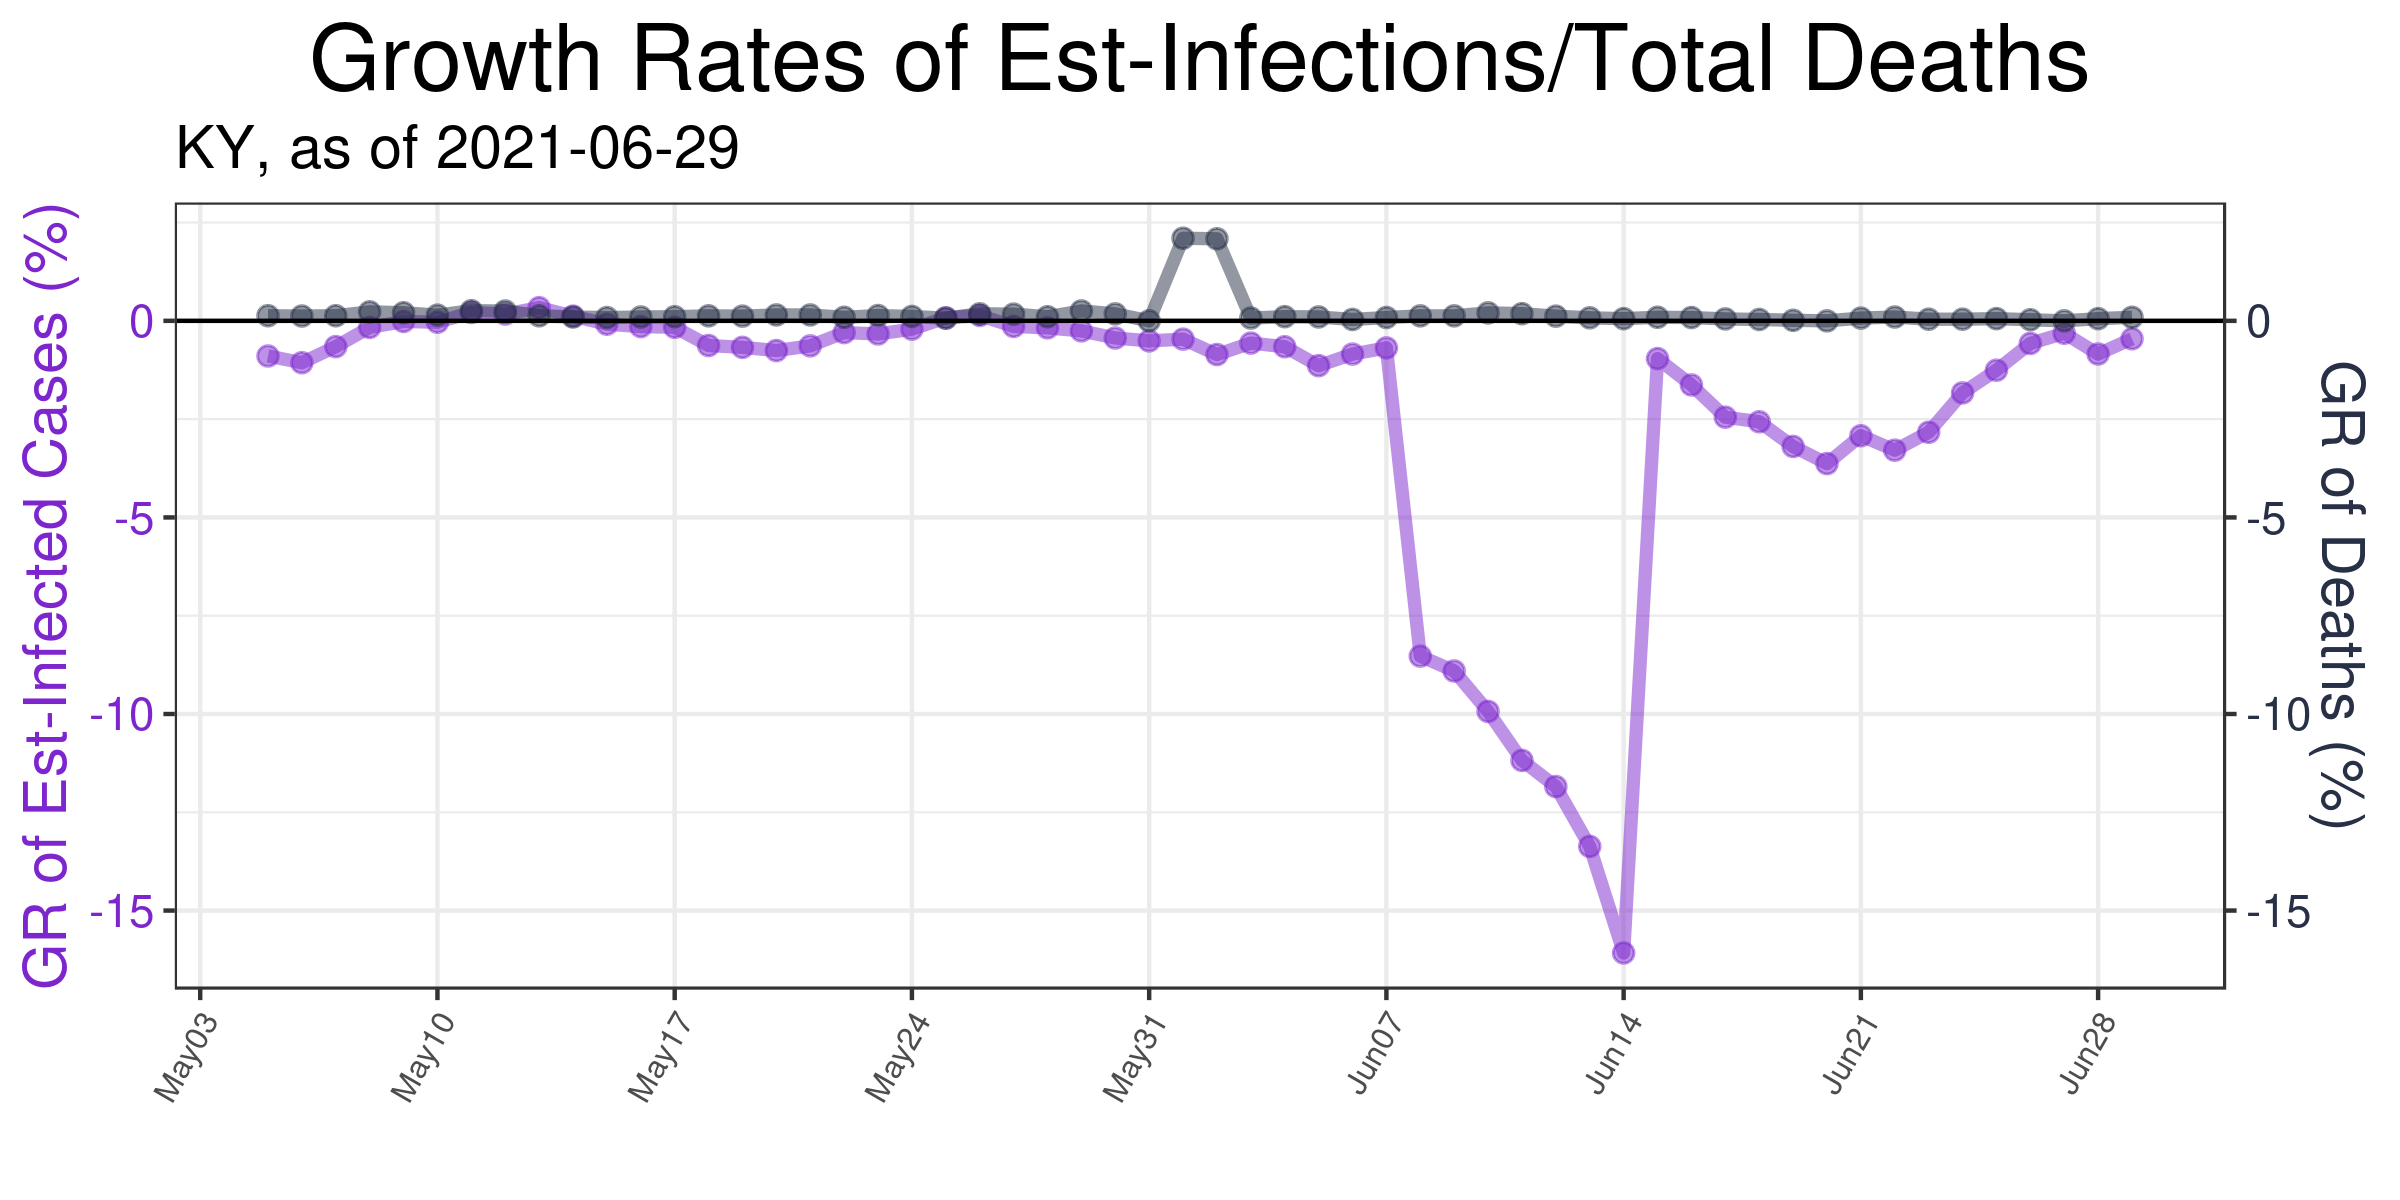 Growth Rates of Est-Infections/Total Deaths
KY, as of 2021-06-29
GR of Est-Infected Cases (%)
0
-5
-10
-15
0
-5
-10
-15
GR of Deaths (%)
May03
May10
May17
May24
May31
Jun07
Jun14
Jun21
Jun28